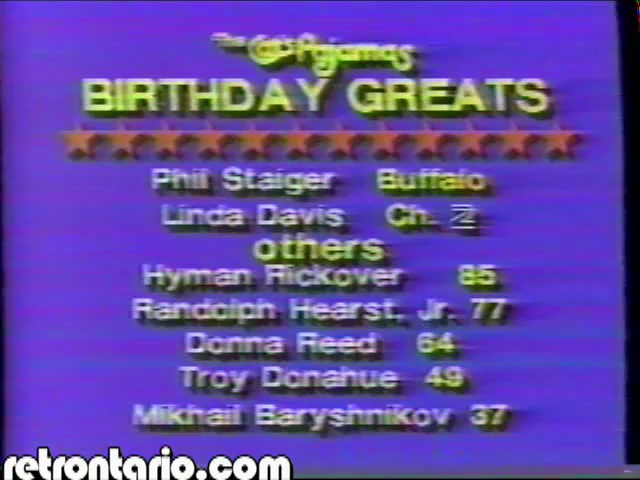 The Cat's Pajamas
BIRTHDAY GREATS
Phil Staiger Buffalo
Linda Davis Ch. 2
others
Hyman Rickover 85
Randolph Hearst, Jr. 77
Donna Reed 64
Troy Donahue 49
Mikhail Baryshnikov 37
retrontario.com